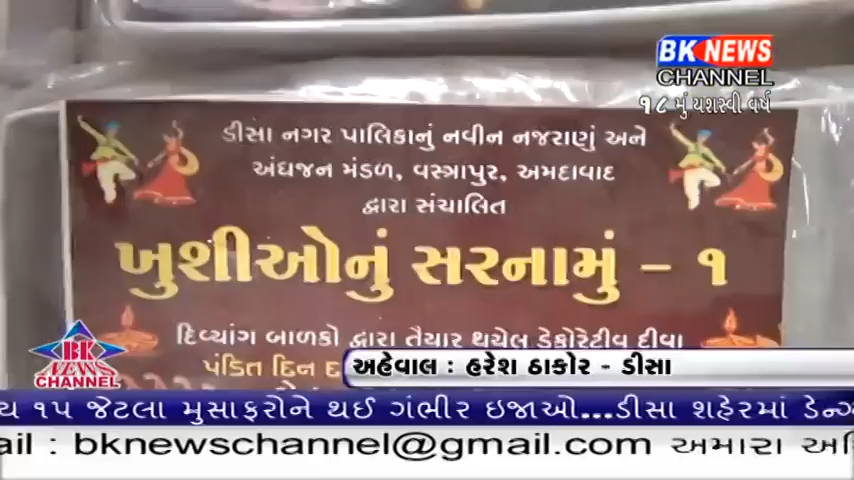 BK NEWS
CHANNEL
૧૮ મું યશસ્વી વર્ષ
ડીસા નગર પાલિકાનું નવીન નજરાણું અને
અંધજન મંડળ, વસ્ત્રાપુર, અમદાવાદ
દ્વારા સંચાલિત
ખુશીઓનું સરનામું - ૧
દિવ્યાંગ બાળકો દ્વારા તૈયાર થયેલ ડેકોરેટીવ દીવા
પંડિત દિન
BK
NEWS
CHANNEL
અહેવાલ : હરેશ ઠાકોર - ડીસા
૧૫ જેટલા મુસાફરોને થઈ ગંભીર ઇજાઓ...ડીસા શહેરમાં
: bknewschannel@gmail.com અમારા